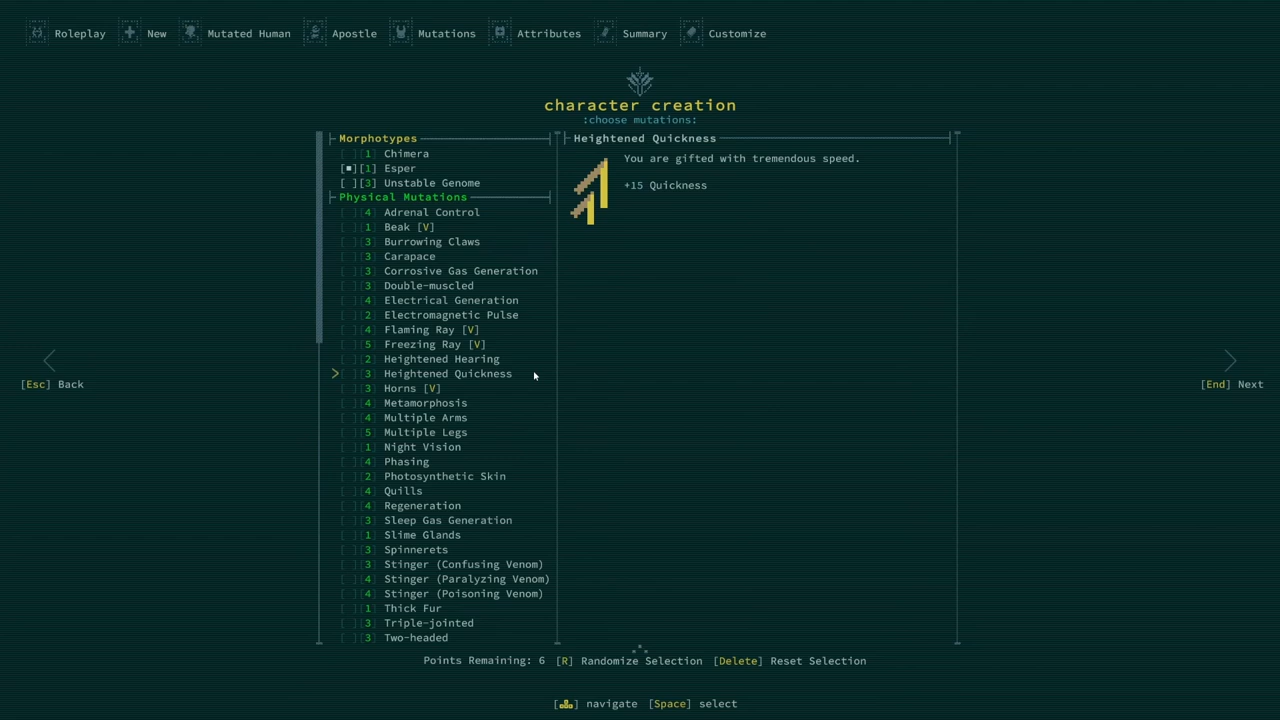 Roleplay New Mutated Human Apostle Mutations Attributes Summary Customize
character creation
:choose mutations:
Morphotypes
[ ][1] Chimera
[■][1] Esper
[ ][3] Unstable Genome
Physical Mutations
[ ][4] Adrenal Control
[ ][1] Beak [V]
[ ][3] Burrowing Claws
[ ][3] Carapace
[ ][3] Corrosive Gas Generation
[ ][3] Double-muscled
[ ][4] Electrical Generation
[ ][2] Electromagnetic Pulse
[ ][4] Flaming Ray [V]
[ ][5] Freezing Ray [V]
[ ][2] Heightened Hearing
> [ ][3] Heightened Quickness
[ ][3] Horns [V]
[ ][4] Metamorphosis
[ ][4] Multiple Arms
[ ][5] Multiple Legs
[ ][1] Night Vision
[ ][4] Phasing
[ ][2] Photosynthetic Skin
[ ][4] Quills
[ ][4] Regeneration
[ ][3] Sleep Gas Generation
[ ][1] Slime Glands
[ ][3] Spinnerets
[ ][3] Stinger (Confusing Venom)
[ ][4] Stinger (Paralyzing Venom)
[ ][4] Stinger (Poisoning Venom)
[ ][1] Thick Fur
[ ][3] Triple-jointed
[ ][3] Two-headed
Heightened Quickness
You are gifted with tremendous speed.
+15 Quickness
[Esc] Back
[End] Next
Points Remaining: 6 [R] Randomize Selection [Delete] Reset Selection
navigate [Space] select